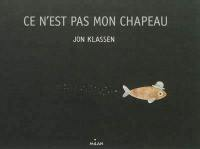 CE N'EST PAS MON CHAPEAU
JON KLASSEN
MILAN